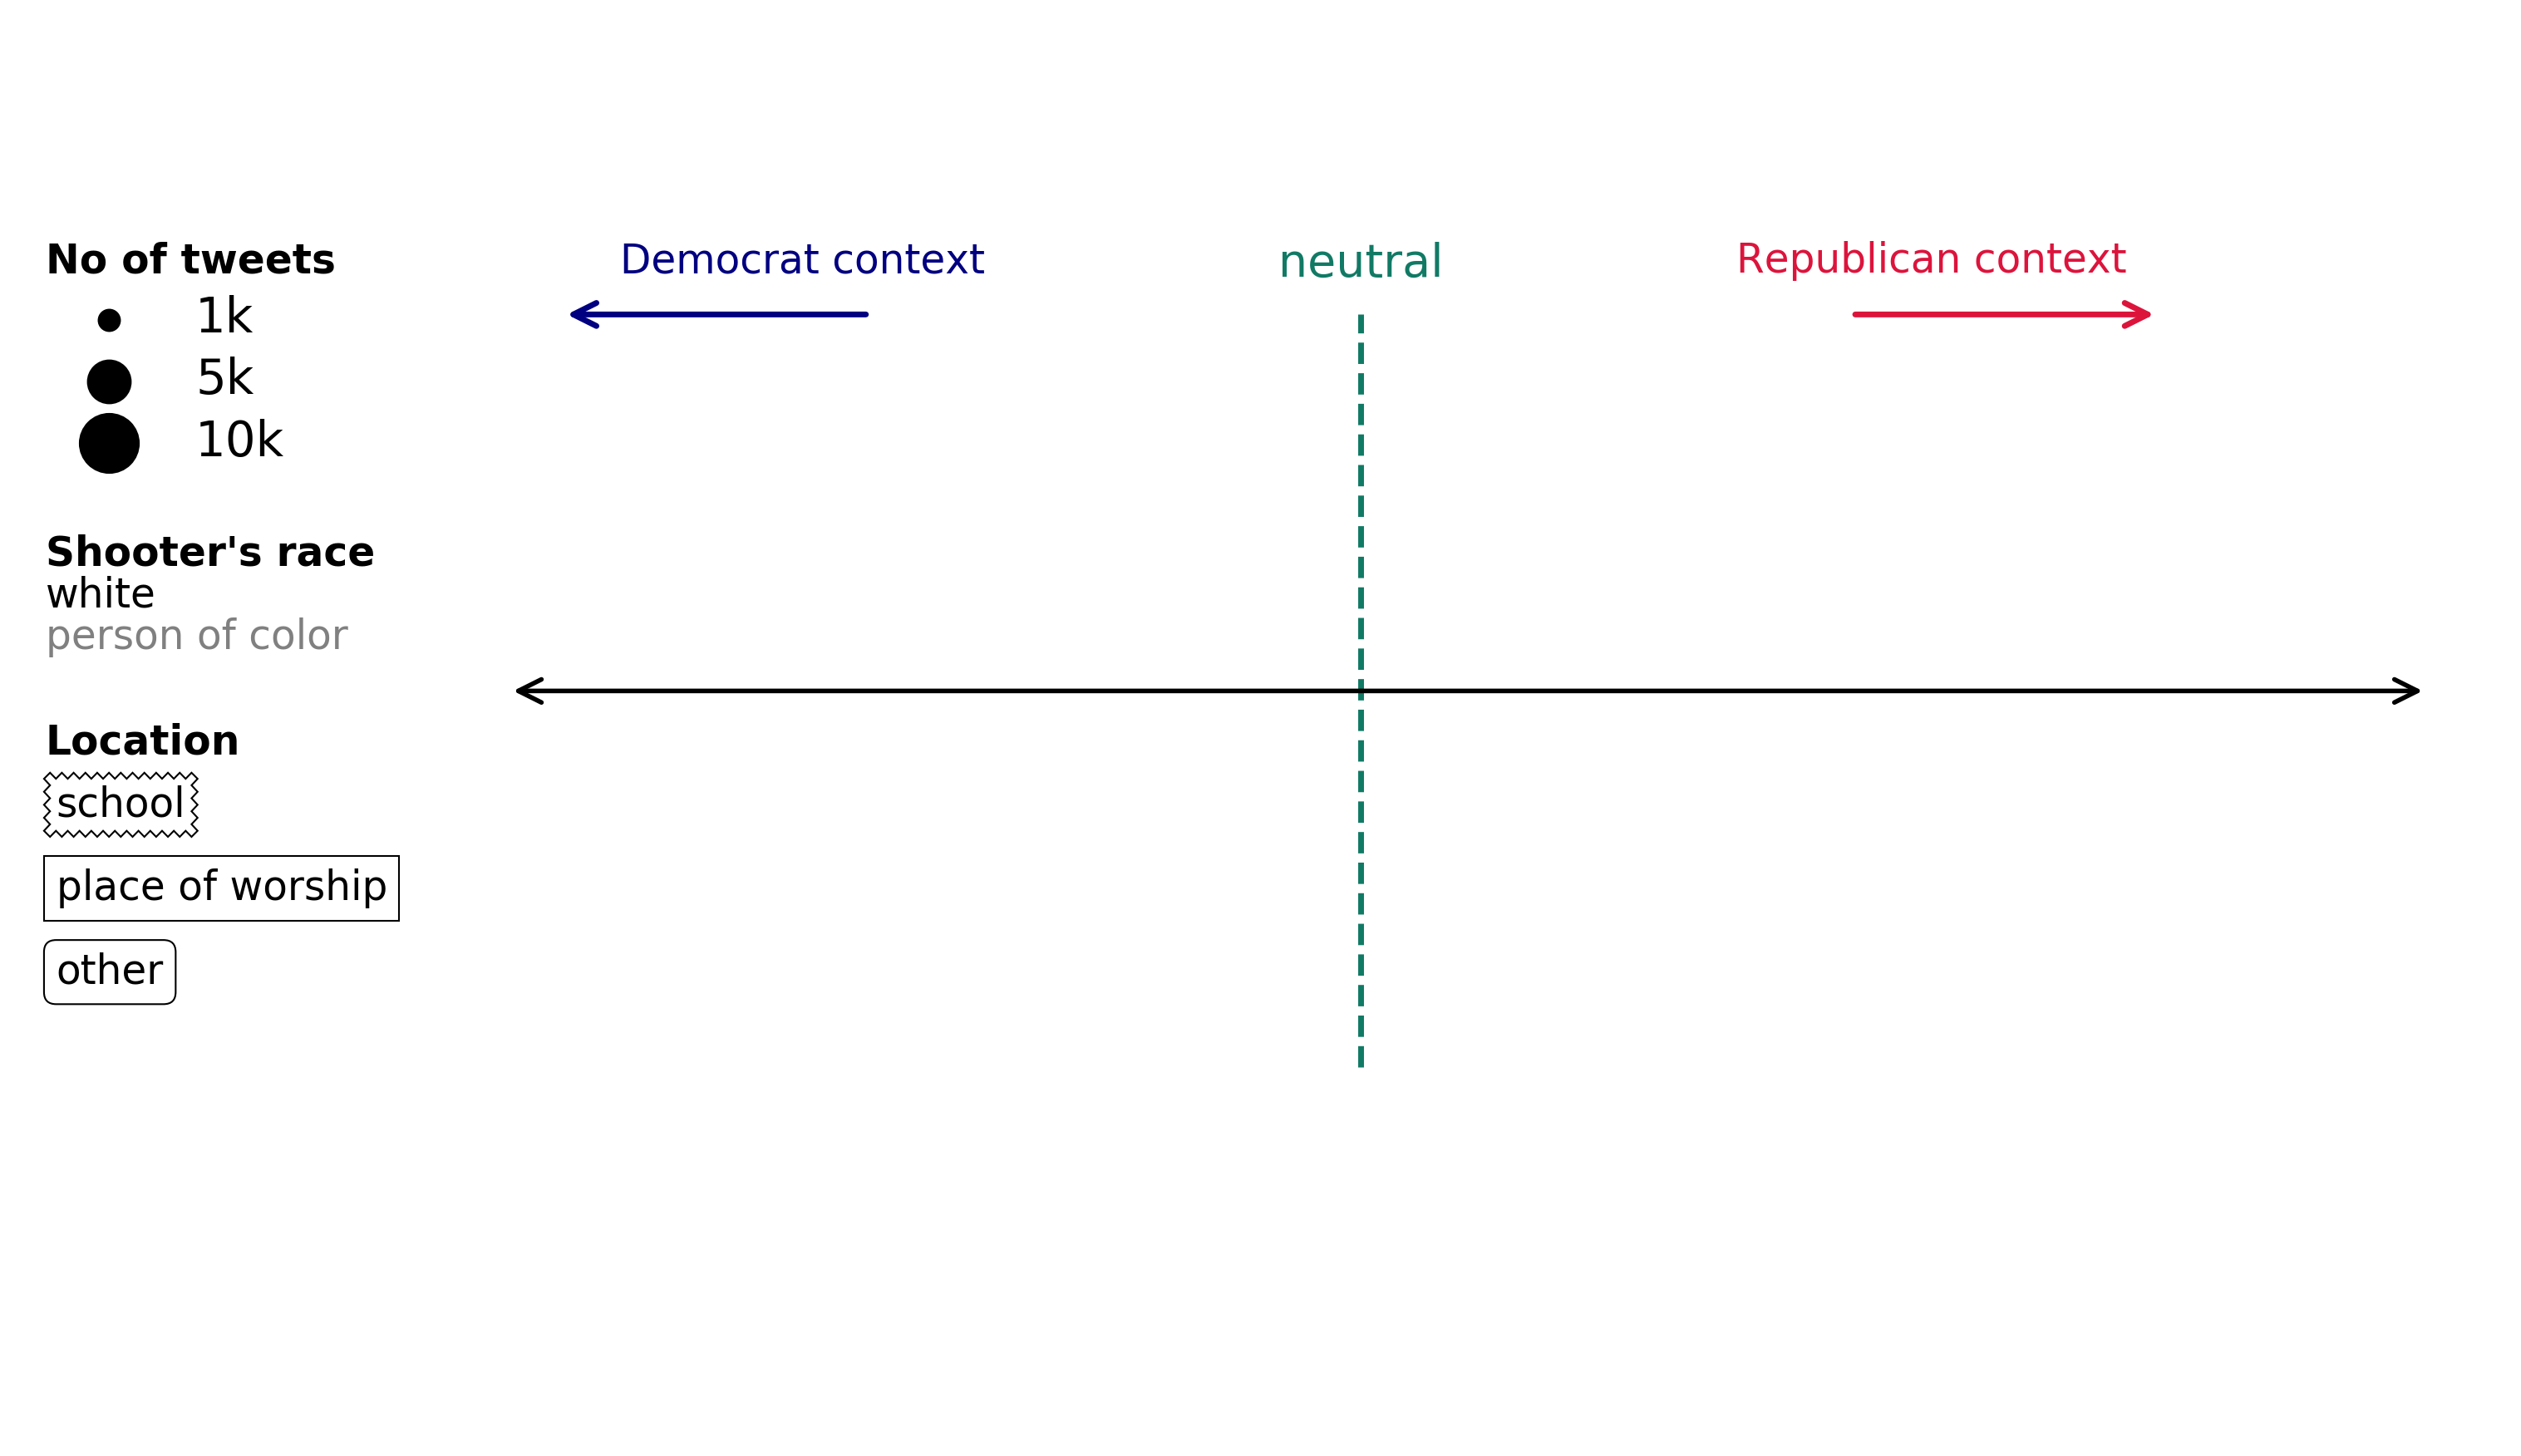 No of tweets
1k
5k
10k
Shooter's race
white
person of color
Location
school
place of worship
other
Democrat context
neutral
Republican context